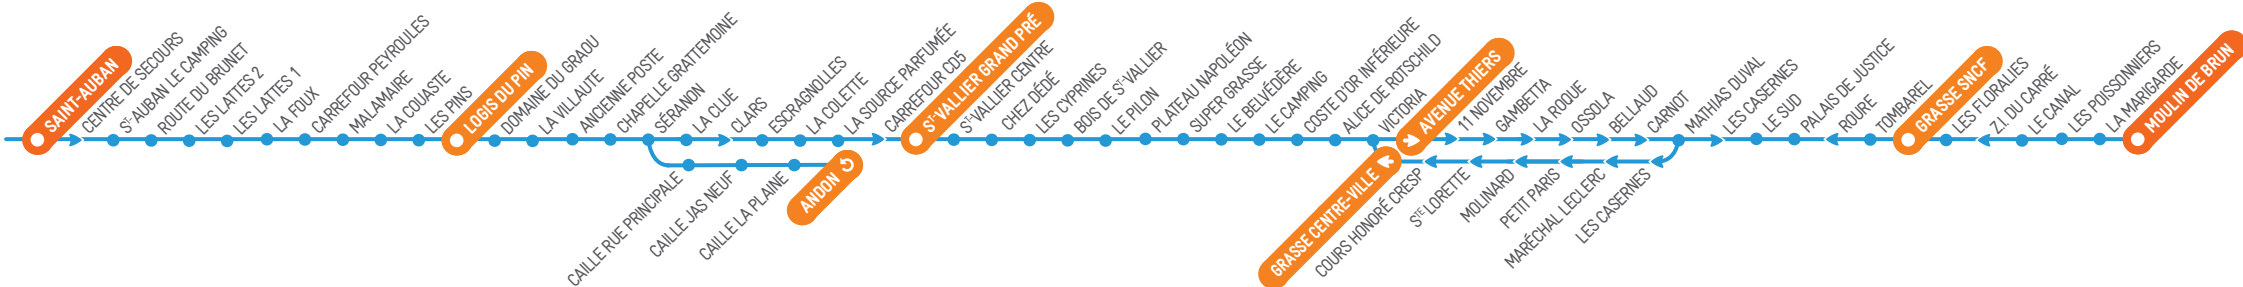 SAINT-AUBAN
CENTRE DE SECOURS
ST AUBAN LE CAMPING
ROUTE DU BRUNET
LES LATTES 2
LES LATTES 1
LA FOUX
CARREFOUR PEYROULES
MALAMAIRE
LA COUASTE
LES PINS
LOGIS DU PIN
DOMAINE DU GRAOU
LA VILLAUTE
ANCIENNE POSTE
CHAPELLE GRATTEMOINE
SÉRANON
LA CLUE
CLARS
ESCRAGNOLLES
LA COLETTE
LA SOURCE PARFUMÉE
CARREFOUR CD5
ST-VALLIER GRAND PRÉ
ST-VALLIER CENTRE
CHEZ DÉDÉ
LES CYPRINES
BOIS DE ST-VALLIER
LE PILON
PLATEAU NAPOLÉON
SUPER GRASSE
LE BELVÉDÈRE
LE CAMPING
COSTE D'OR INFÉRIEURE
ALICE DE ROTSCHILD
VICTORIA
AVENUE THIERS
11 NOVEMBRE
GAMBETTA
LA ROQUE
OSSOLA
BELLAUD
CARNOT
MATHIAS DUVAL
LES CASERNES
LE SUD
PALAIS DE JUSTICE
ROURE
TOMBAREL
GRASSE SNCF
LES FLORALIES
Z.I. DU CARRÉ
LE CANAL
LES POISSONNIERS
LA MARIGARDE
MOULIN DE BRUN
CAILLE RUE PRINCIPALE
CAILLE JAS NEUF
CAILLE LA PLAINE
ANDON
GRASSE CENTRE-VILLE
COURS HONORÉ CRESP
STE LORETTE
MOLINARD
PETIT PARIS
MARÉCHAL LECLERC
LES CASERNES